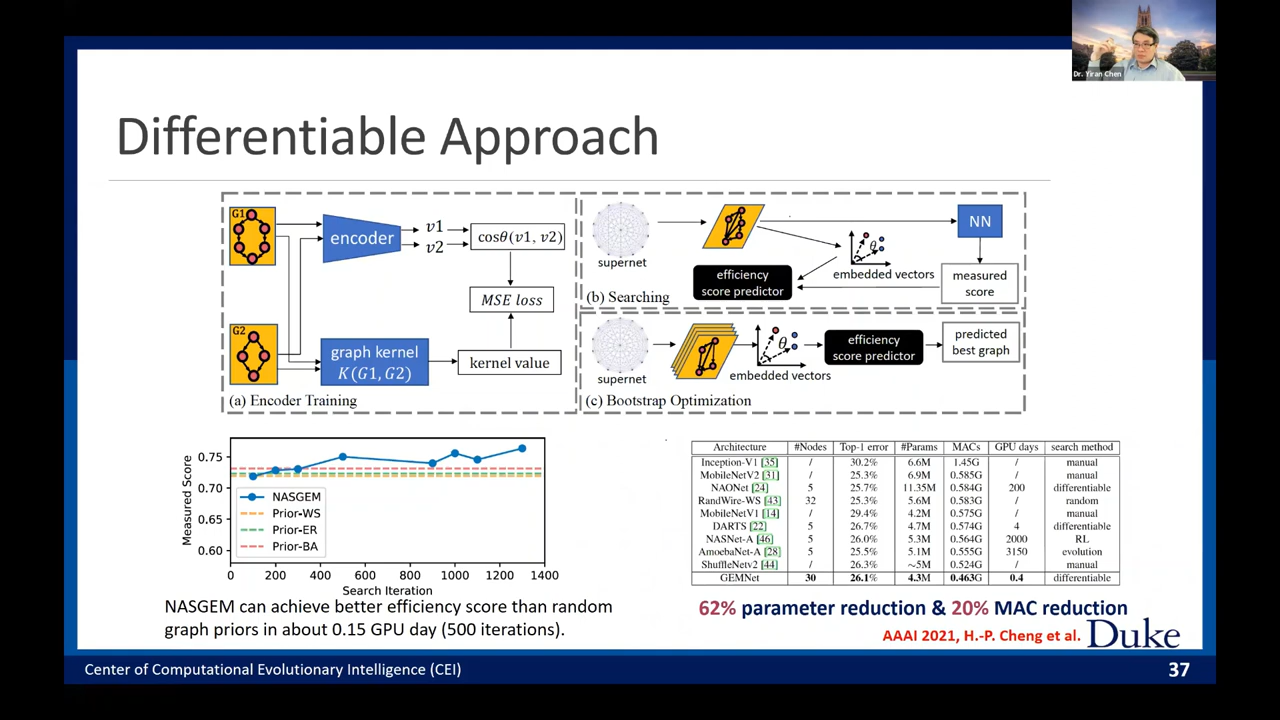 Dr. Yiran Chen
Differentiable Approach
G1
encoder
v1
v2
cosθ(v1, v2)
MSE loss
G2
graph kernel
K(G1, G2)
kernel value
(a) Encoder Training
supernet
NN
θ
embedded vectors
efficiency
score predictor
measured
score
(b) Searching
supernet
θ
embedded vectors
efficiency
score predictor
predicted
best graph
(c) Bootstrap Optimization
Measured Score
0.75
0.70
0.65
0.60
NASGEM
Prior-WS
Prior-ER
Prior-BA
0 200 400 600 800 1000 1200 1400
Search Iteration
NASGEM can achieve better efficiency score than random
graph priors in about 0.15 GPU day (500 iterations).
Architecture #Nodes Top-1 error #Params MACs GPU days search method
Inception-V1 [35] / 30.2% 6.6M 1.45G / manual
MobileNetV2 [31] / 25.3% 6.9M 0.585G / manual
NAONet [24] 5 25.7% 11.35M 0.584G 200 differentiable
RandWire-WS [43] 32 25.3% 5.6M 0.583G / random
MobileNetV1 [14] / 29.4% 4.2M 0.575G / manual
DARTS [22] 5 26.7% 4.7M 0.574G 4 differentiable
NASNet-A [46] 5 26.0% 5.3M 0.564G 2000 RL
AmoebaNet-A [28] 5 25.5% 5.1M 0.555G 3150 evolution
ShuffleNetv2 [44] / 26.3% ~5M 0.524G / manual
GEMNet 30 26.1% 4.3M 0.463G 0.4 differentiable
62% parameter reduction & 20% MAC reduction
AAAI 2021, H.-P. Cheng et al.
Duke
Center of Computational Evolutionary Intelligence (CEI)
37